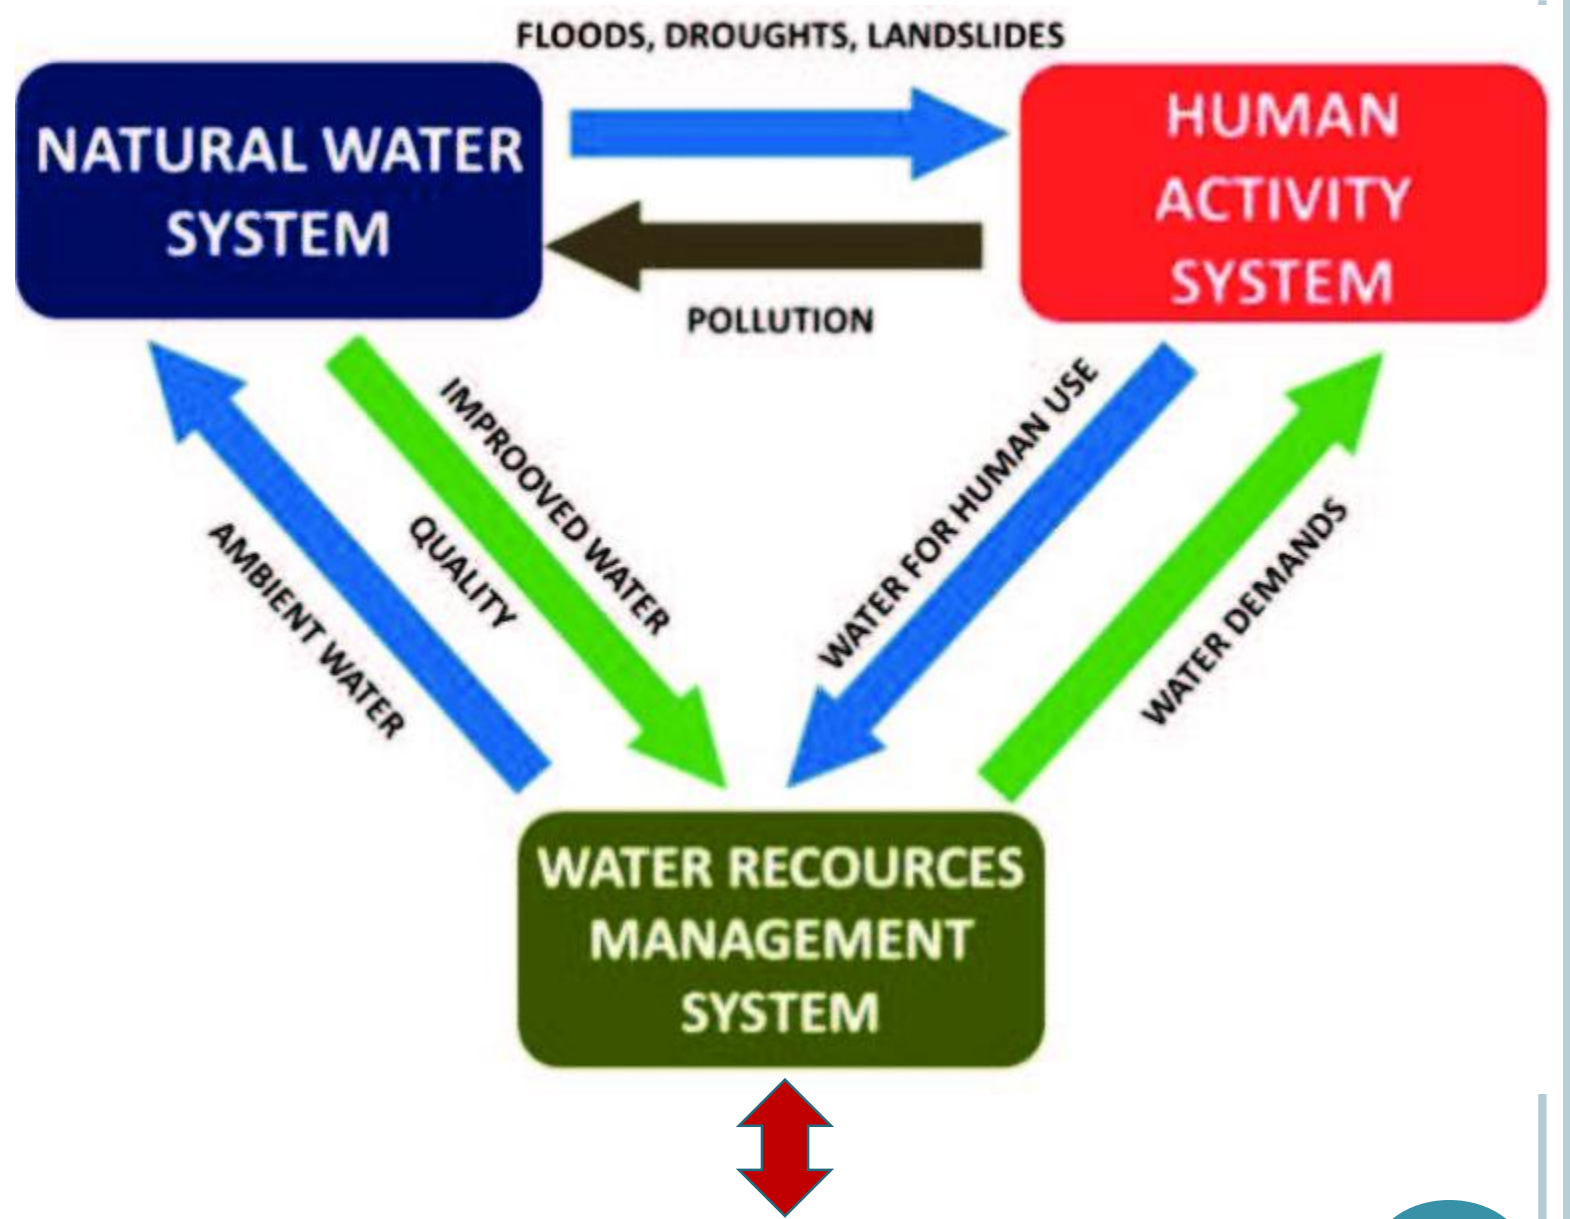 FLOODS, DROUGHTS, LANDSLIDES
NATURAL WATER
SYSTEM
HUMAN
ACTIVITY
SYSTEM
POLLUTION
IMPROOVED WATER
QUALITY
AMBIENT WATER
WATER FOR HUMAN USE
WATER DEMANDS
WATER RECOURCES
MANAGEMENT
SYSTEM